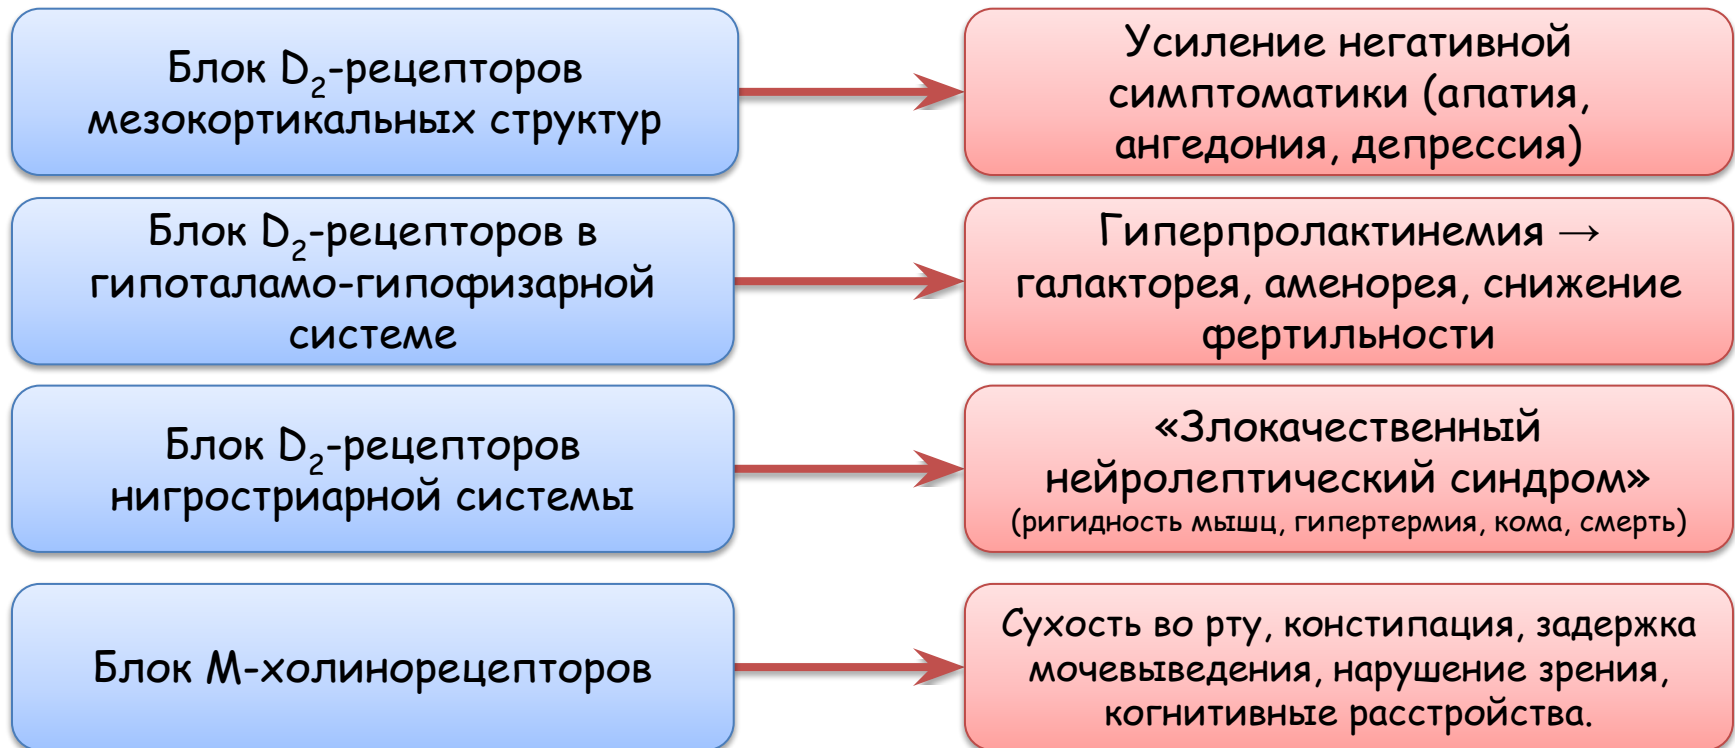 Блок D₂-рецепторов
мезокортикальных структур
Усиление негативной
симптоматики (апатия,
ангедония, депрессия)
Блок D₂-рецепторов в
гипоталамо-гипофизарной
системе
Гиперпролактинемия →
галакторея, аменорея, снижение
фертильности
Блок D₂-рецепторов
нигростриарной системы
«Злокачественный
нейролептический синдром»
(ригидность мышц, гипертермия, кома, смерть)
Блок М-холинорецепторов
Сухость во рту, констипация, задержка
мочевыведения, нарушение зрения,
когнитивные расстройства.